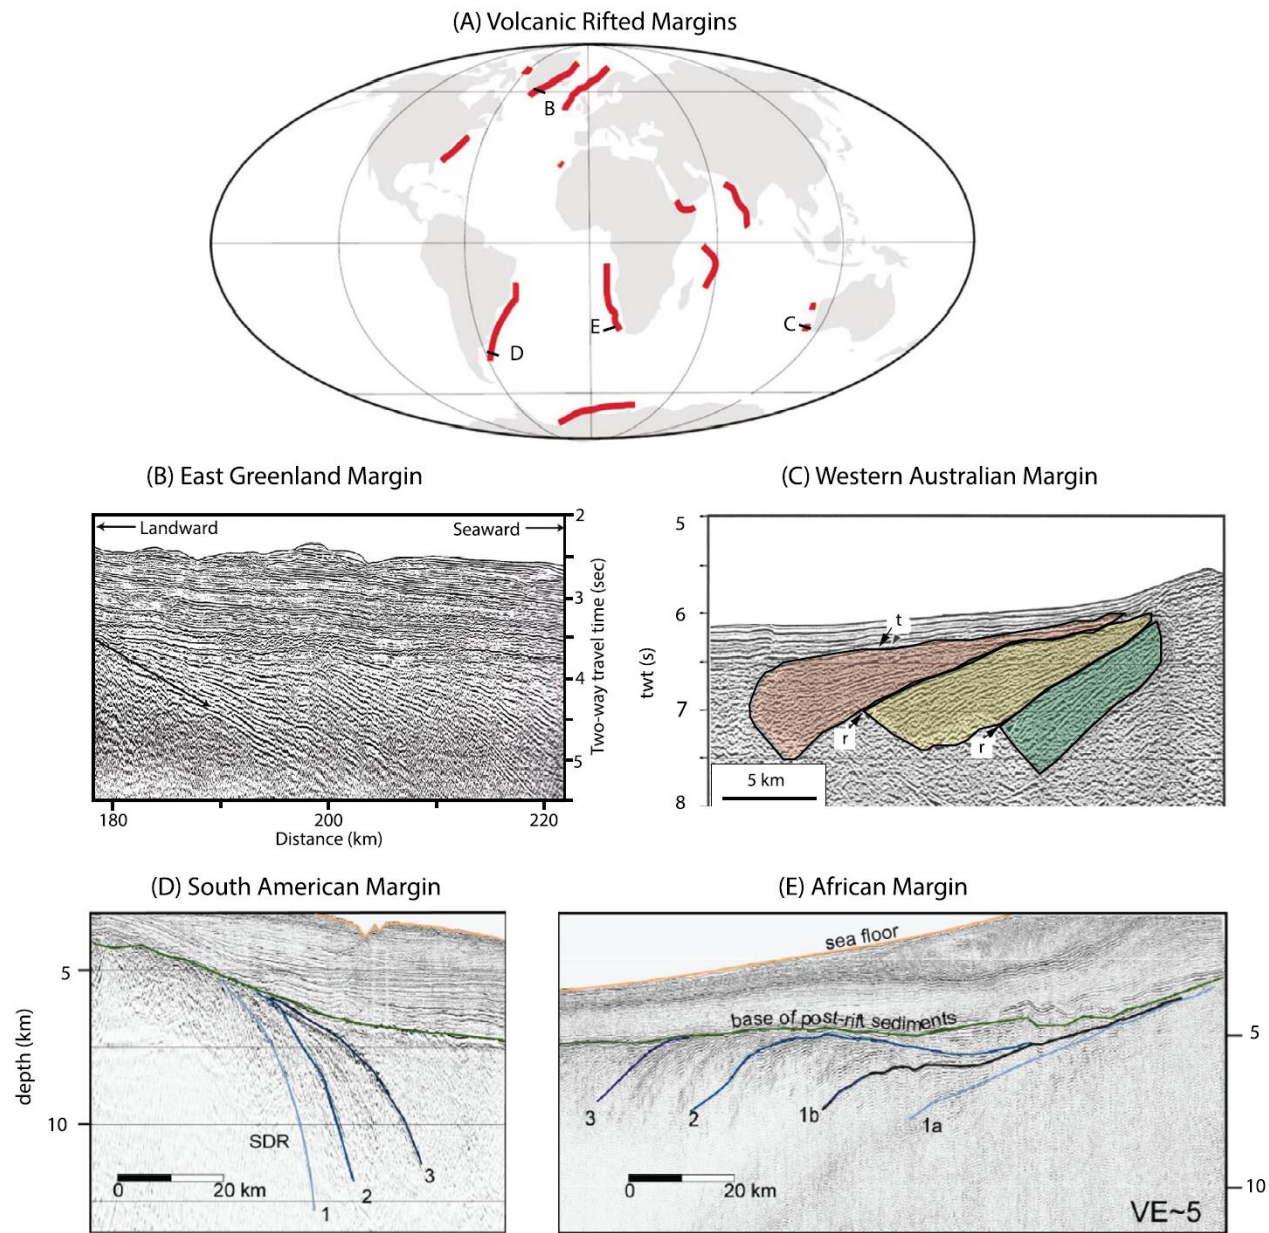 (A) Volcanic Rifted Margins
B
E
D
C
(B) East Greenland Margin
Landward
Seaward
2
3
4
5
Two-way travel time (sec)
180
200
220
Distance (km)
(C) Western Australian Margin
5
6
7
8
twt (s)
t
r
r
5 km
(D) South American Margin
5
10
depth (km)
SDR
1
2
3
0
20 km
(E) African Margin
sea floor
base of post-rift sediments
3
2
1b
1a
5
10
0
20 km
VE~5